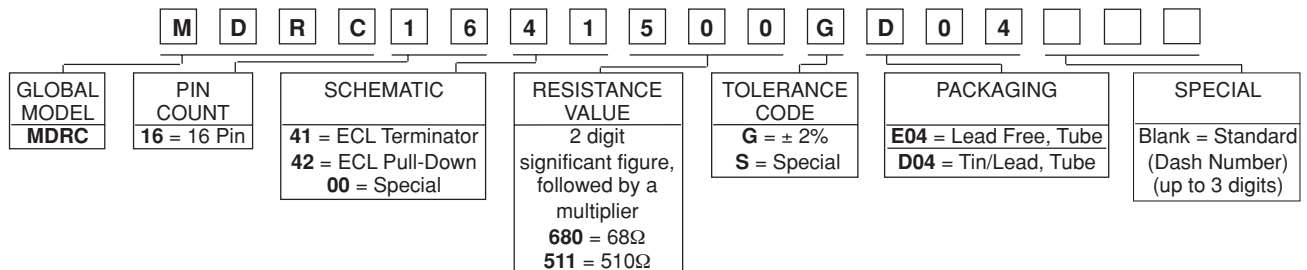 M D R C 1 6 4 1 5 0 0 G D 0 4
GLOBAL
MODEL
MDRC
PIN
COUNT
16 = 16 Pin
SCHEMATIC
41 = ECL Terminator
42 = ECL Pull-Down
00 = Special
RESISTANCE
VALUE
2 digit
significant figure,
followed by a
multiplier
680 = 68Ω
511 = 510Ω
TOLERANCE
CODE
G = ± 2%
S = Special
PACKAGING
E04 = Lead Free, Tube
D04 = Tin/Lead, Tube
SPECIAL
Blank = Standard
(Dash Number)
(up to 3 digits)